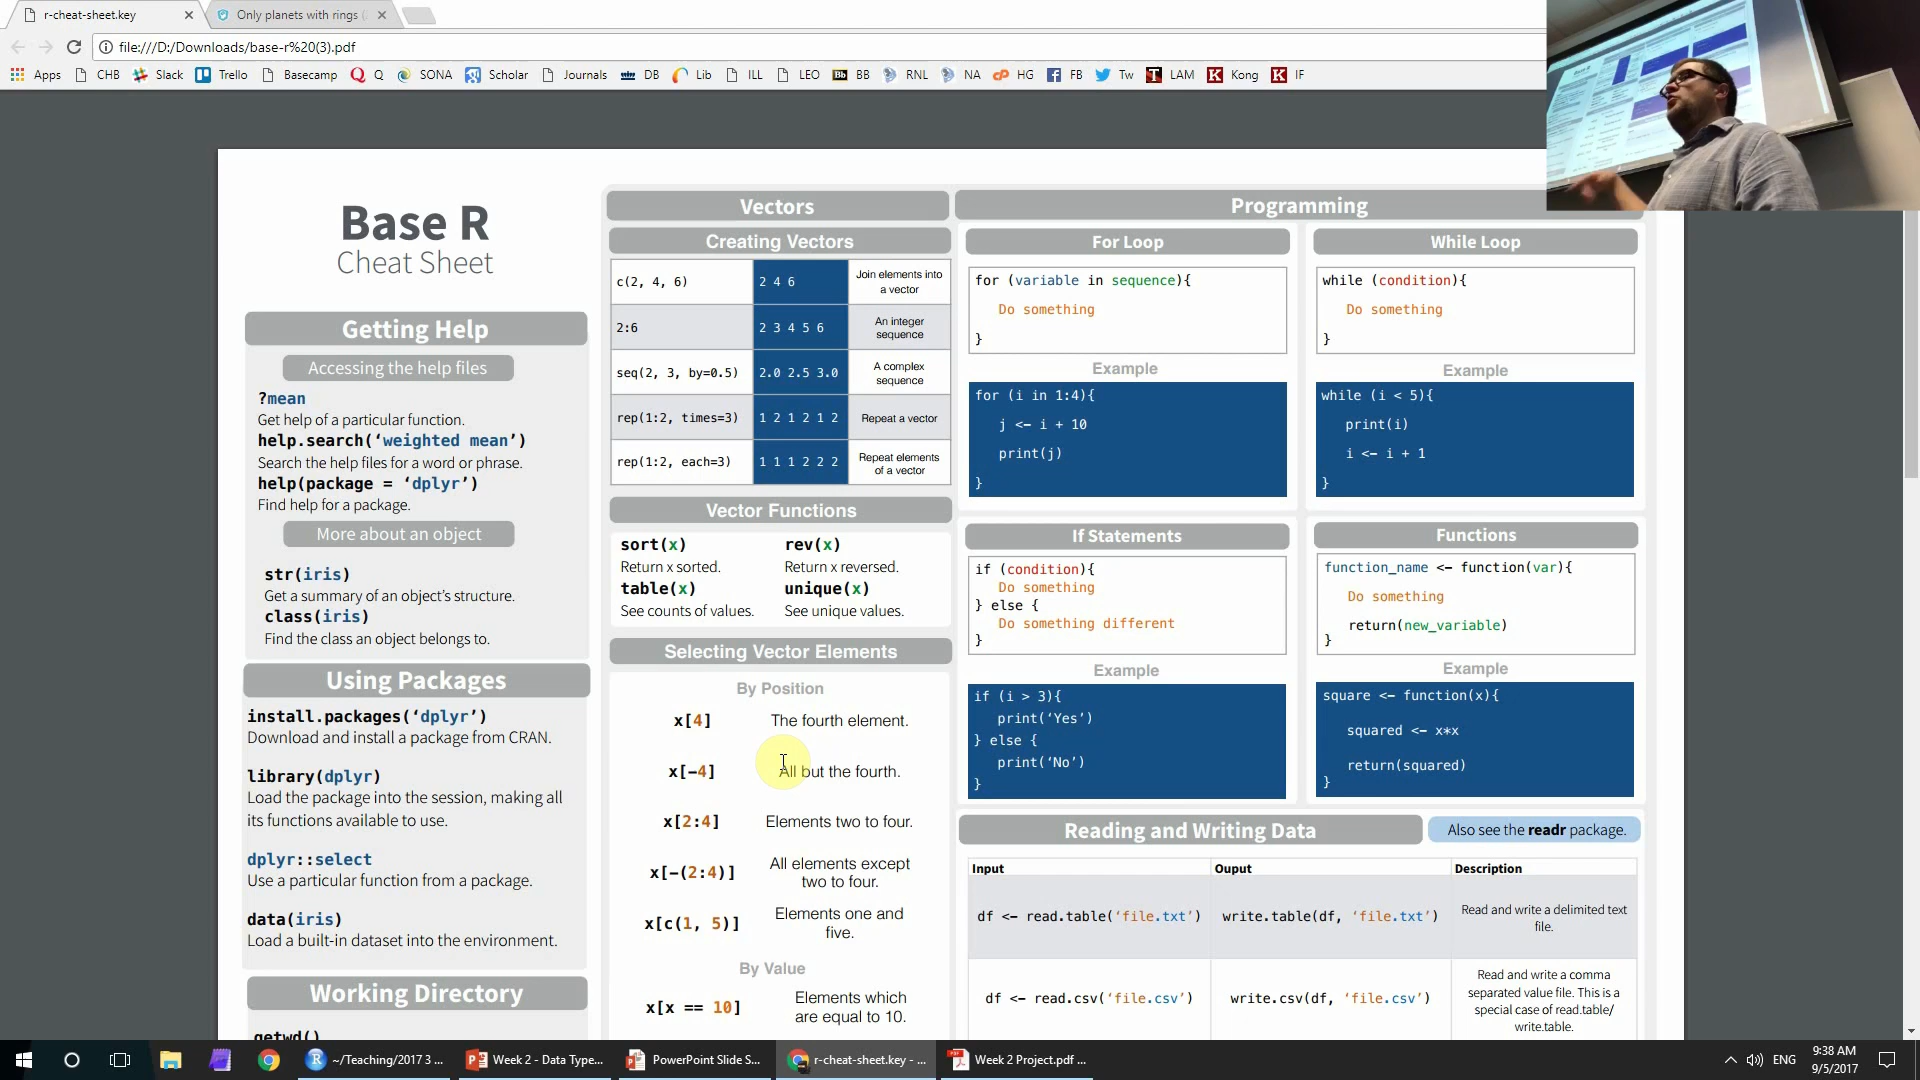 r-cheat-sheet.key
Only planets with rings
file:///D:/Downloads/base-r%20(3).pdf
Apps CHB Slack Trello Basecamp Q SONA Scholar Journals DB Lib ILL LEO BB RNL NA HG FB Tw LAM Kong IF
Base R
Cheat Sheet
Getting Help
Accessing the help files
?mean
Get help of a particular function.
help.search(‘weighted mean’)
Search the help files for a word or phrase.
help(package = ‘dplyr’)
Find help for a package.
More about an object
str(iris)
Get a summary of an object’s structure.
class(iris)
Find the class an object belongs to.
Using Packages
install.packages(‘dplyr’)
Download and install a package from CRAN.
library(dplyr)
Load the package into the session, making all
its functions available to use.
dplyr::select
Use a particular function from a package.
data(iris)
Load a built-in dataset into the environment.
Working Directory
getwd()
Vectors
Creating Vectors
c(2, 4, 6) 2 4 6 Join elements into
a vector
2:6 2 3 4 5 6 An integer
sequence
seq(2, 3, by=0.5) 2.0 2.5 3.0 A complex
sequence
rep(1:2, times=3) 1 2 1 2 1 2 Repeat a vector
rep(1:2, each=3) 1 1 1 2 2 2 Repeat elements
of a vector
Vector Functions
sort(x) rev(x)
Return x sorted. Return x reversed.
table(x) unique(x)
See counts of values. See unique values.
Selecting Vector Elements
By Position
x[4] The fourth element.
x[-4] All but the fourth.
x[2:4] Elements two to four.
x[-(2:4)] All elements except
two to four.
x[c(1, 5)] Elements one and
five.
By Value
x[x == 10] Elements which
are equal to 10.
Programming
For Loop
for (variable in sequence){
Do something
}
Example
for (i in 1:4){
j <- i + 10
print(j)
}
While Loop
while (condition){
Do something
}
Example
while (i < 5){
print(i)
i <- i + 1
}
If Statements
if (condition){
Do something
} else {
Do something different
}
Example
if (i > 3){
print(‘Yes’)
} else {
print(‘No’)
}
Functions
function_name <- function(var){
Do something
return(new_variable)
}
Example
square <- function(x){
squared <- x*x
return(squared)
}
Reading and Writing Data
Also see the readr package.
Input Ouput Description
df <- read.table(‘file.txt’) write.table(df, ‘file.txt’) Read and write a delimited text
file.
df <- read.csv(‘file.csv’) write.csv(df, ‘file.csv’) Read and write a comma
separated value file. This is a
special case of read.table/
write.table.
~/Teaching/2017 3 ... Week 2 - Data Type... PowerPoint Slide S... r-cheat-sheet.key - ... Week 2 Project.pdf ...
ENG
9:38 AM
9/5/2017